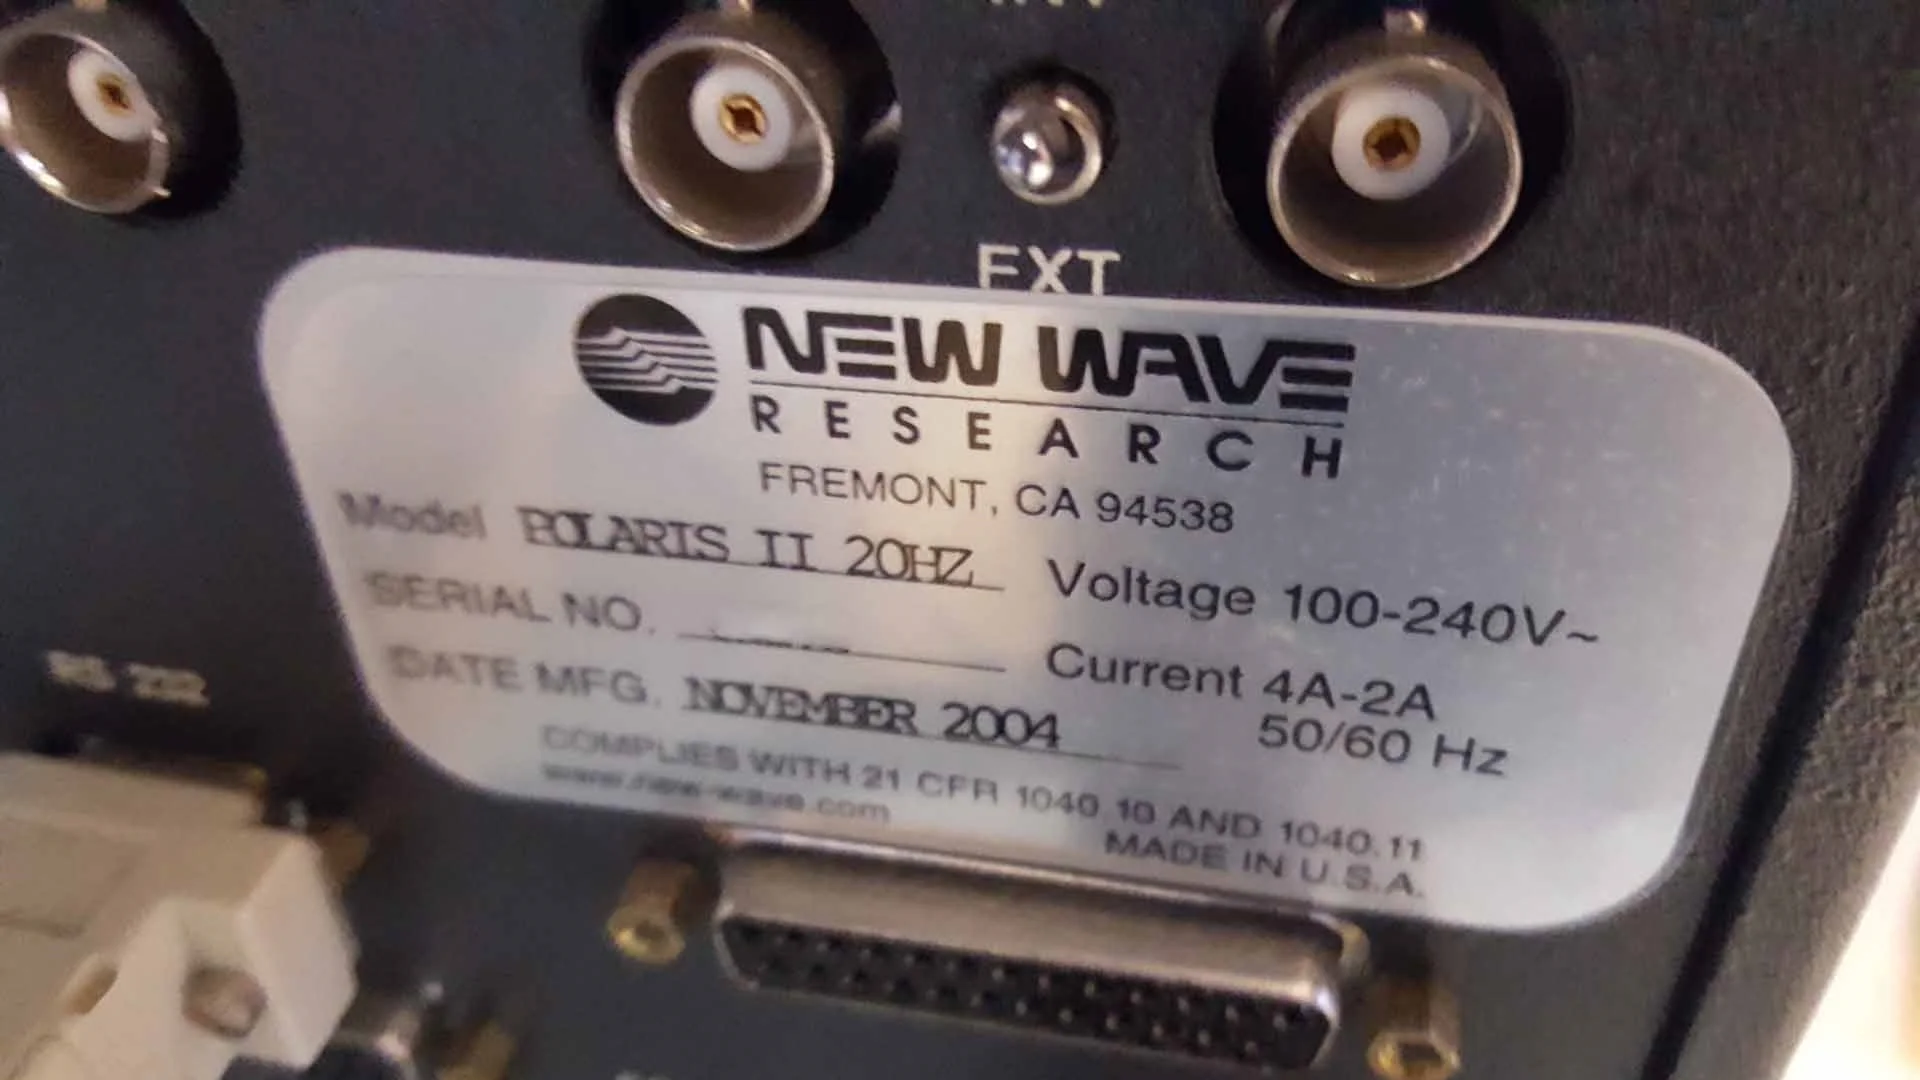 EXT
NEW WAVE
RESEARCH
FREMONT, CA 94538
Model POLARIS II 20HZ Voltage 100-240V~
SERIAL NO. Current 4A-2A
DATE MFG. NOVEMBER 2004 50/60 Hz
COMPLIES WITH 21 CFR 1040.10 AND 1040.11
www.new-wave.com MADE IN U.S.A.
RS 232